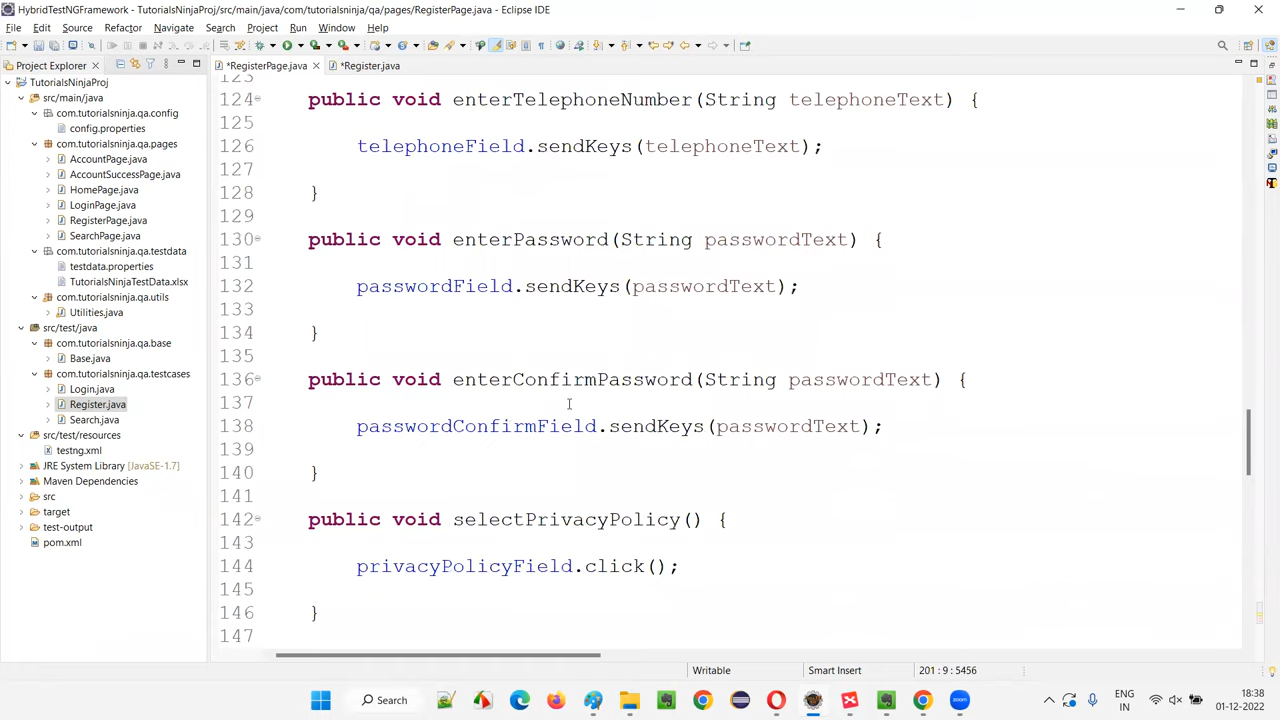 HybridTestNGFramework - TutorialsNinjaProj/src/main/java/com/tutorialsninja/qa/pages/RegisterPage.java - Eclipse IDE
File Edit Source Refactor Navigate Search Project Run Window Help
Project Explorer
*RegisterPage.java
*Register.java
TutorialsNinjaProj
src/main/java
com.tutorialsninja.qa.config
config.properties
com.tutorialsninja.qa.pages
AccountPage.java
AccountSuccessPage.java
HomePage.java
LoginPage.java
RegisterPage.java
SearchPage.java
com.tutorialsninja.qa.testdata
testdata.properties
TutorialsNinjaTestData.xlsx
com.tutorialsninja.qa.utils
Utilities.java
src/test/java
com.tutorialsninja.qa.base
Base.java
com.tutorialsninja.qa.testcases
Login.java
Register.java
Search.java
src/test/resources
testng.xml
JRE System Library [JavaSE-1.7]
Maven Dependencies
src
target
test-output
pom.xml
123
124 public void enterTelephoneNumber(String telephoneText) {
125
126 telephoneField.sendKeys(telephoneText);
127
128 }
129
130 public void enterPassword(String passwordText) {
131
132 passwordField.sendKeys(passwordText);
133
134 }
135
136 public void enterConfirmPassword(String passwordText) {
137
138 passwordConfirmField.sendKeys(passwordText);
139
140 }
141
142 public void selectPrivacyPolicy() {
143
144 privacyPolicyField.click();
145
146 }
147
Writable
Smart Insert
201 : 9 : 5456
Search
ENG
IN
18:38
01-12-2022